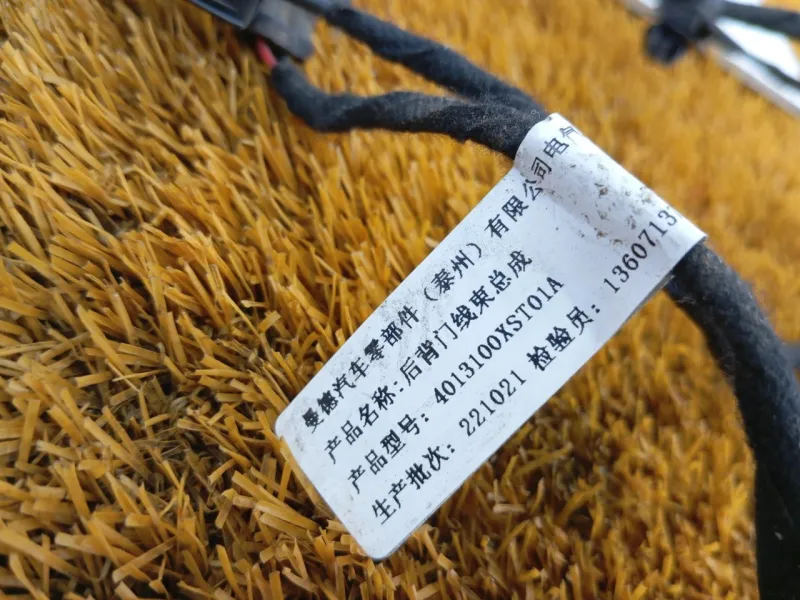 曼德汽车零部件（泰州）有限公司电气
产品名称:后背门线束总成
产品型号: 4013100XST01A
生产批次: 221021 检验员: 1360713